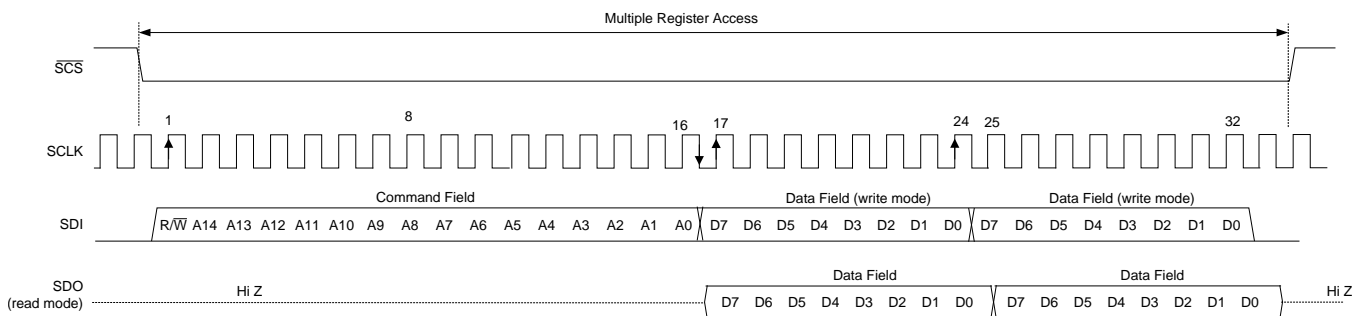 Multiple Register Access
SCS
1 8 16 17 24 25 32
SCLK
Command Field Data Field (write mode) Data Field (write mode)
SDI R/W A14 A13 A12 A11 A10 A9 A8 A7 A6 A5 A4 A3 A2 A1 A0 D7 D6 D5 D4 D3 D2 D1 D0 D7 D6 D5 D4 D3 D2 D1 D0
Data Field Data Field
SDO
(read mode) Hi Z D7 D6 D5 D4 D3 D2 D1 D0 D7 D6 D5 D4 D3 D2 D1 D0 Hi Z